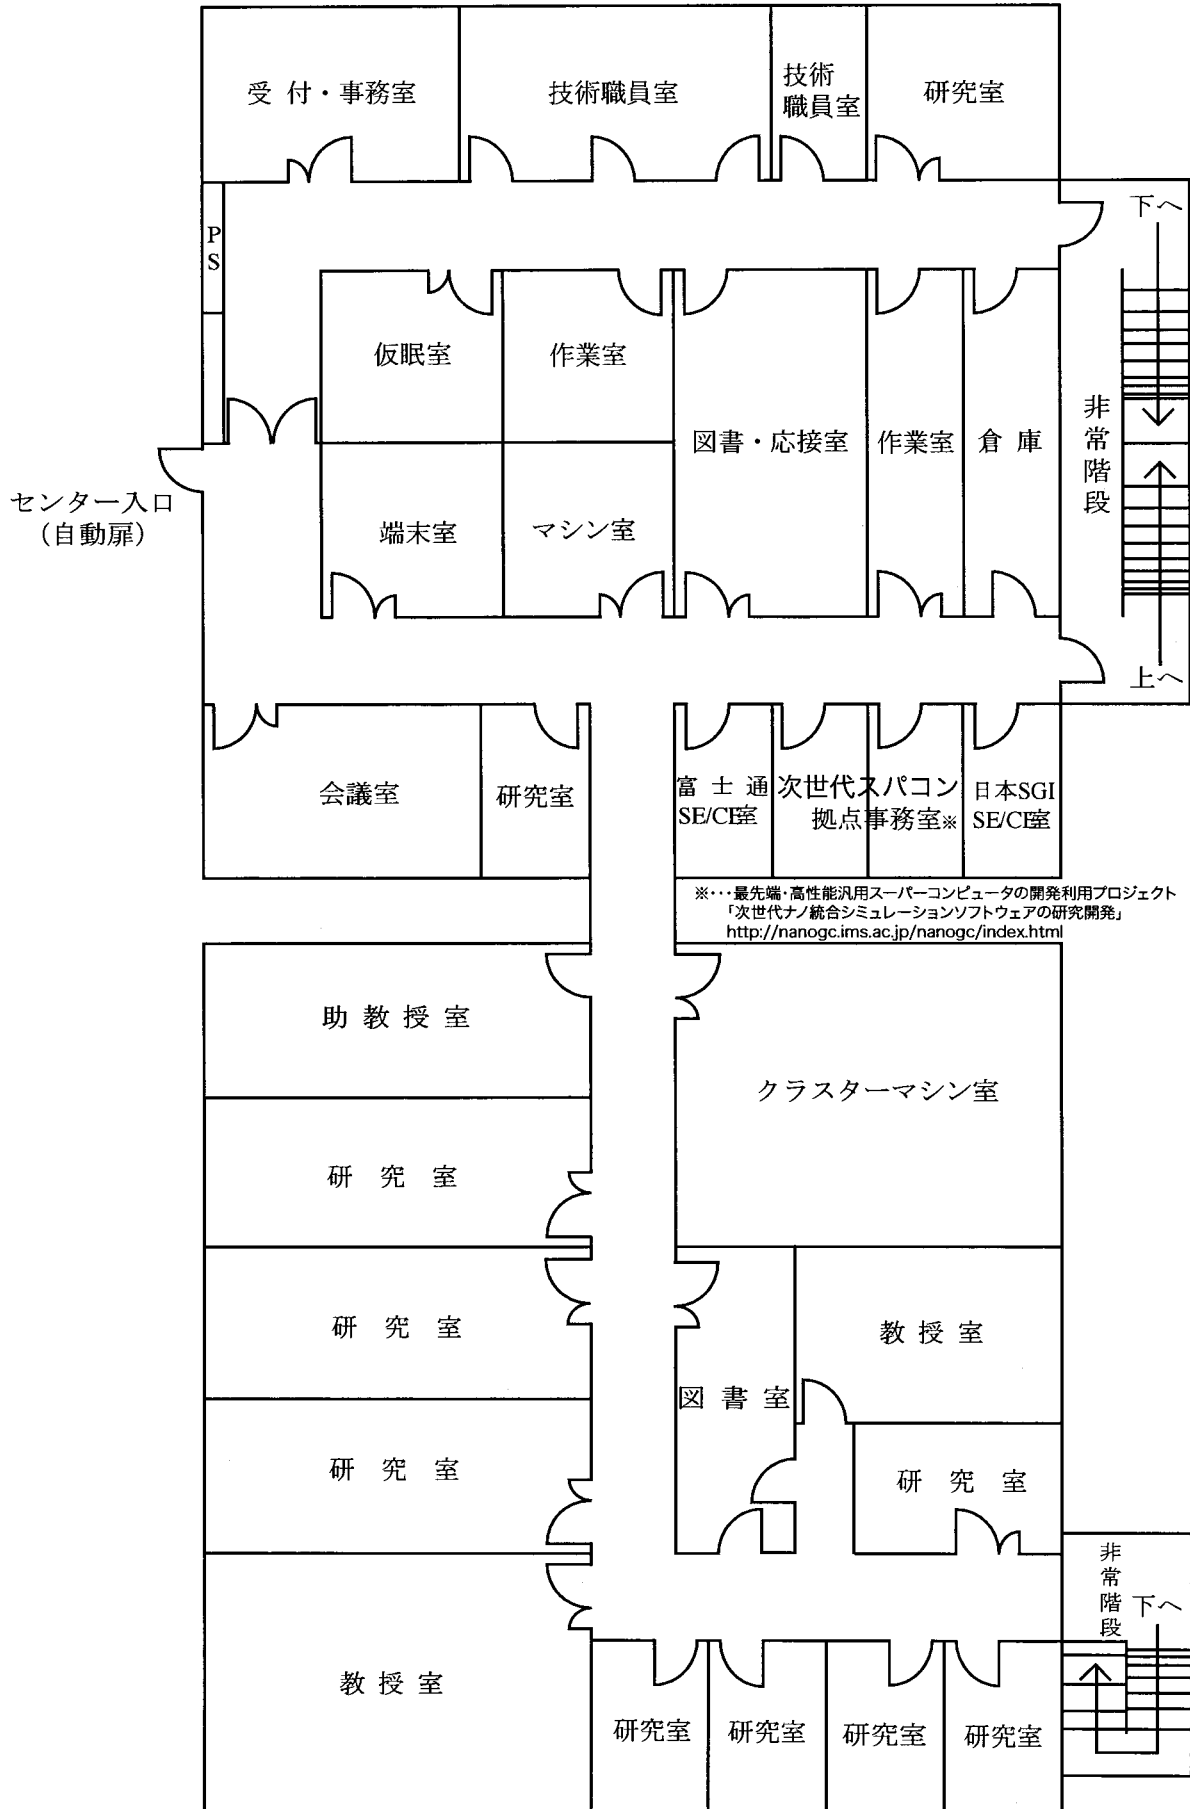 受付・事務室
技術職員室
技術
職員室
研究室
PS
下へ
仮眠室
作業室
図書・応接室
作業室
倉庫
非常階段
センター入口
(自動扉)
端末室
マシン室
上へ
会議室
研究室
富士通
SE/CE室
次世代スパコン
拠点事務室※
日本SGI
SE/CE室
※・・・最先端・高性能汎用スーパーコンピュータの開発利用プロジェクト
「次世代ナノ統合シミュレーションソフトウェアの研究開発」
http://nanogc.ims.ac.jp/nanogc/index.html
助教授室
クラスターマシン室
研究室
研究室
教授室
図書室
研究室
研究室
非常階段
下へ
教授室
研究室
研究室
研究室
研究室